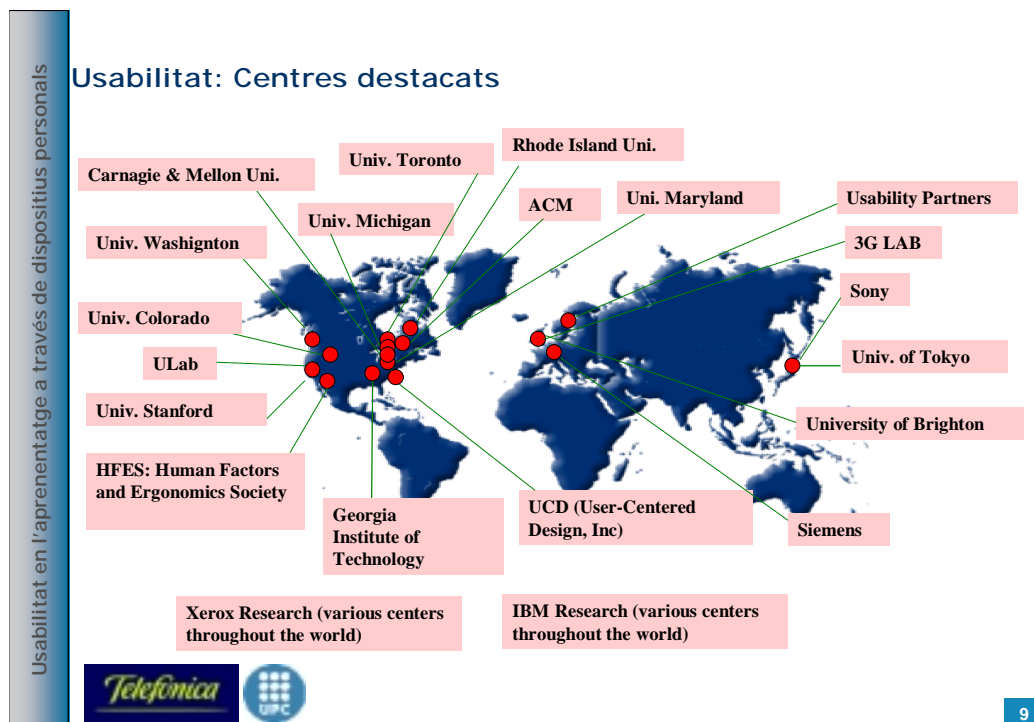 Usabilitat en l'aprenentatge a través de dispositius personals
Usabilitat: Centres destacats
Rhode Island Uni.
Univ. Toronto
Carnagie & Mellon Uni.
Uni. Maryland
Usability Partners
ACM
Univ. Michigan
Univ. Washignton
3G LAB
Sony
Univ. Colorado
ULab
Univ. of Tokyo
Univ. Stanford
University of Brighton
HFES: Human Factors
and Ergonomics Society
UCD (User-Centered
Design, Inc)
Georgia
Institute of
Technology
Siemens
Xerox Research (various centers
throughout the world)
IBM Research (various centers
throughout the world)
Telefónica
UPC
9